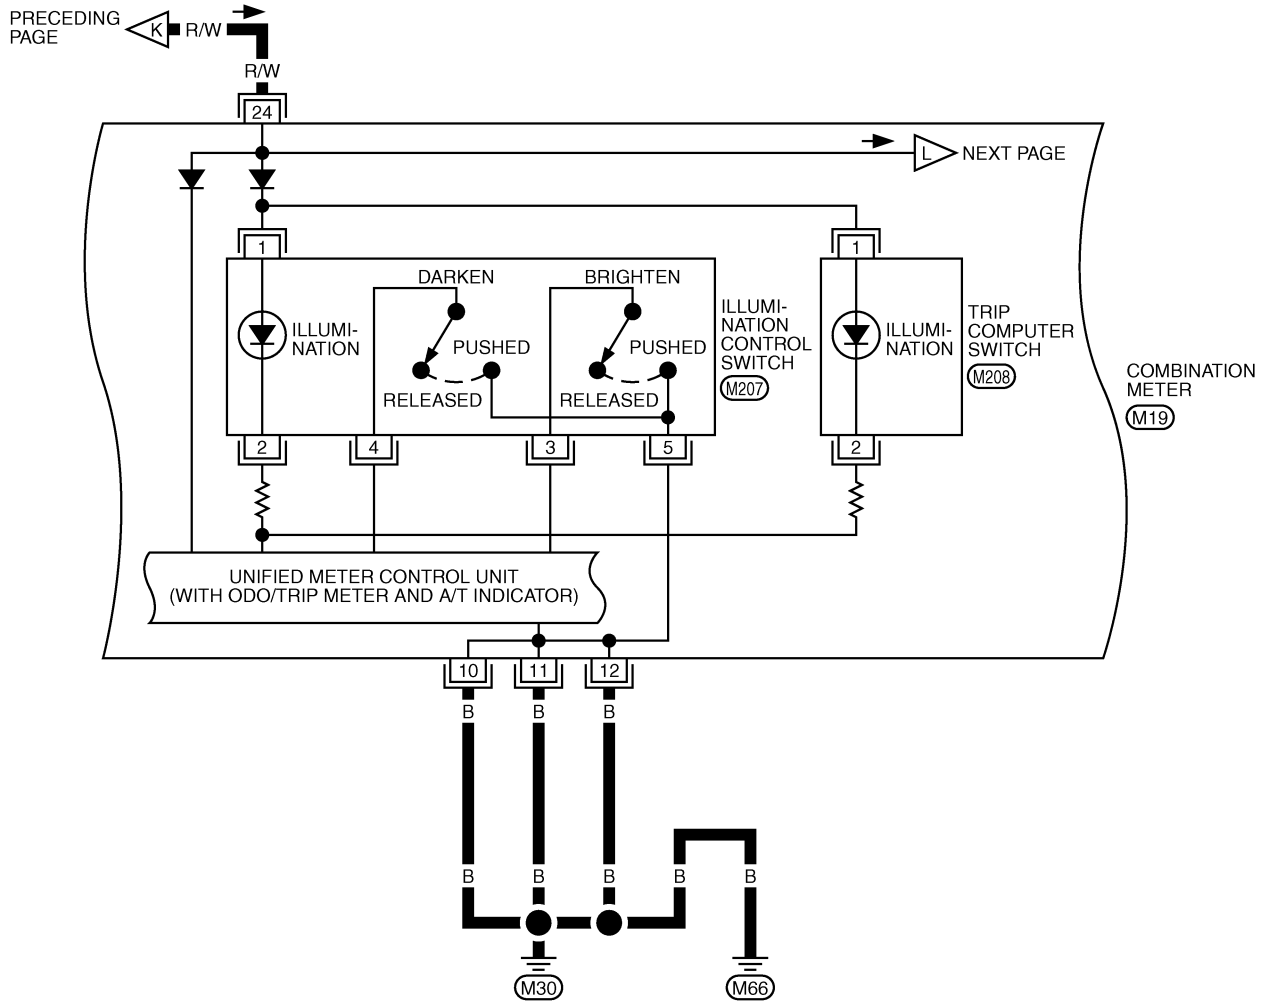 PRECEDING
PAGE
K
R/W
R/W
24
L
NEXT PAGE
1
1
DARKEN
BRIGHTEN
ILLUMI-
NATION
PUSHED
RELEASED
PUSHED
RELEASED
ILLUMI-
NATION
CONTROL
SWITCH
M207
ILLUMI-
NATION
TRIP
COMPUTER
SWITCH
M208
COMBINATION
METER
M19
2
4
3
5
2
UNIFIED METER CONTROL UNIT
(WITH ODO/TRIP METER AND A/T INDICATOR)
10
11
12
B
B
B
B
B
B
B
B
M30
M66